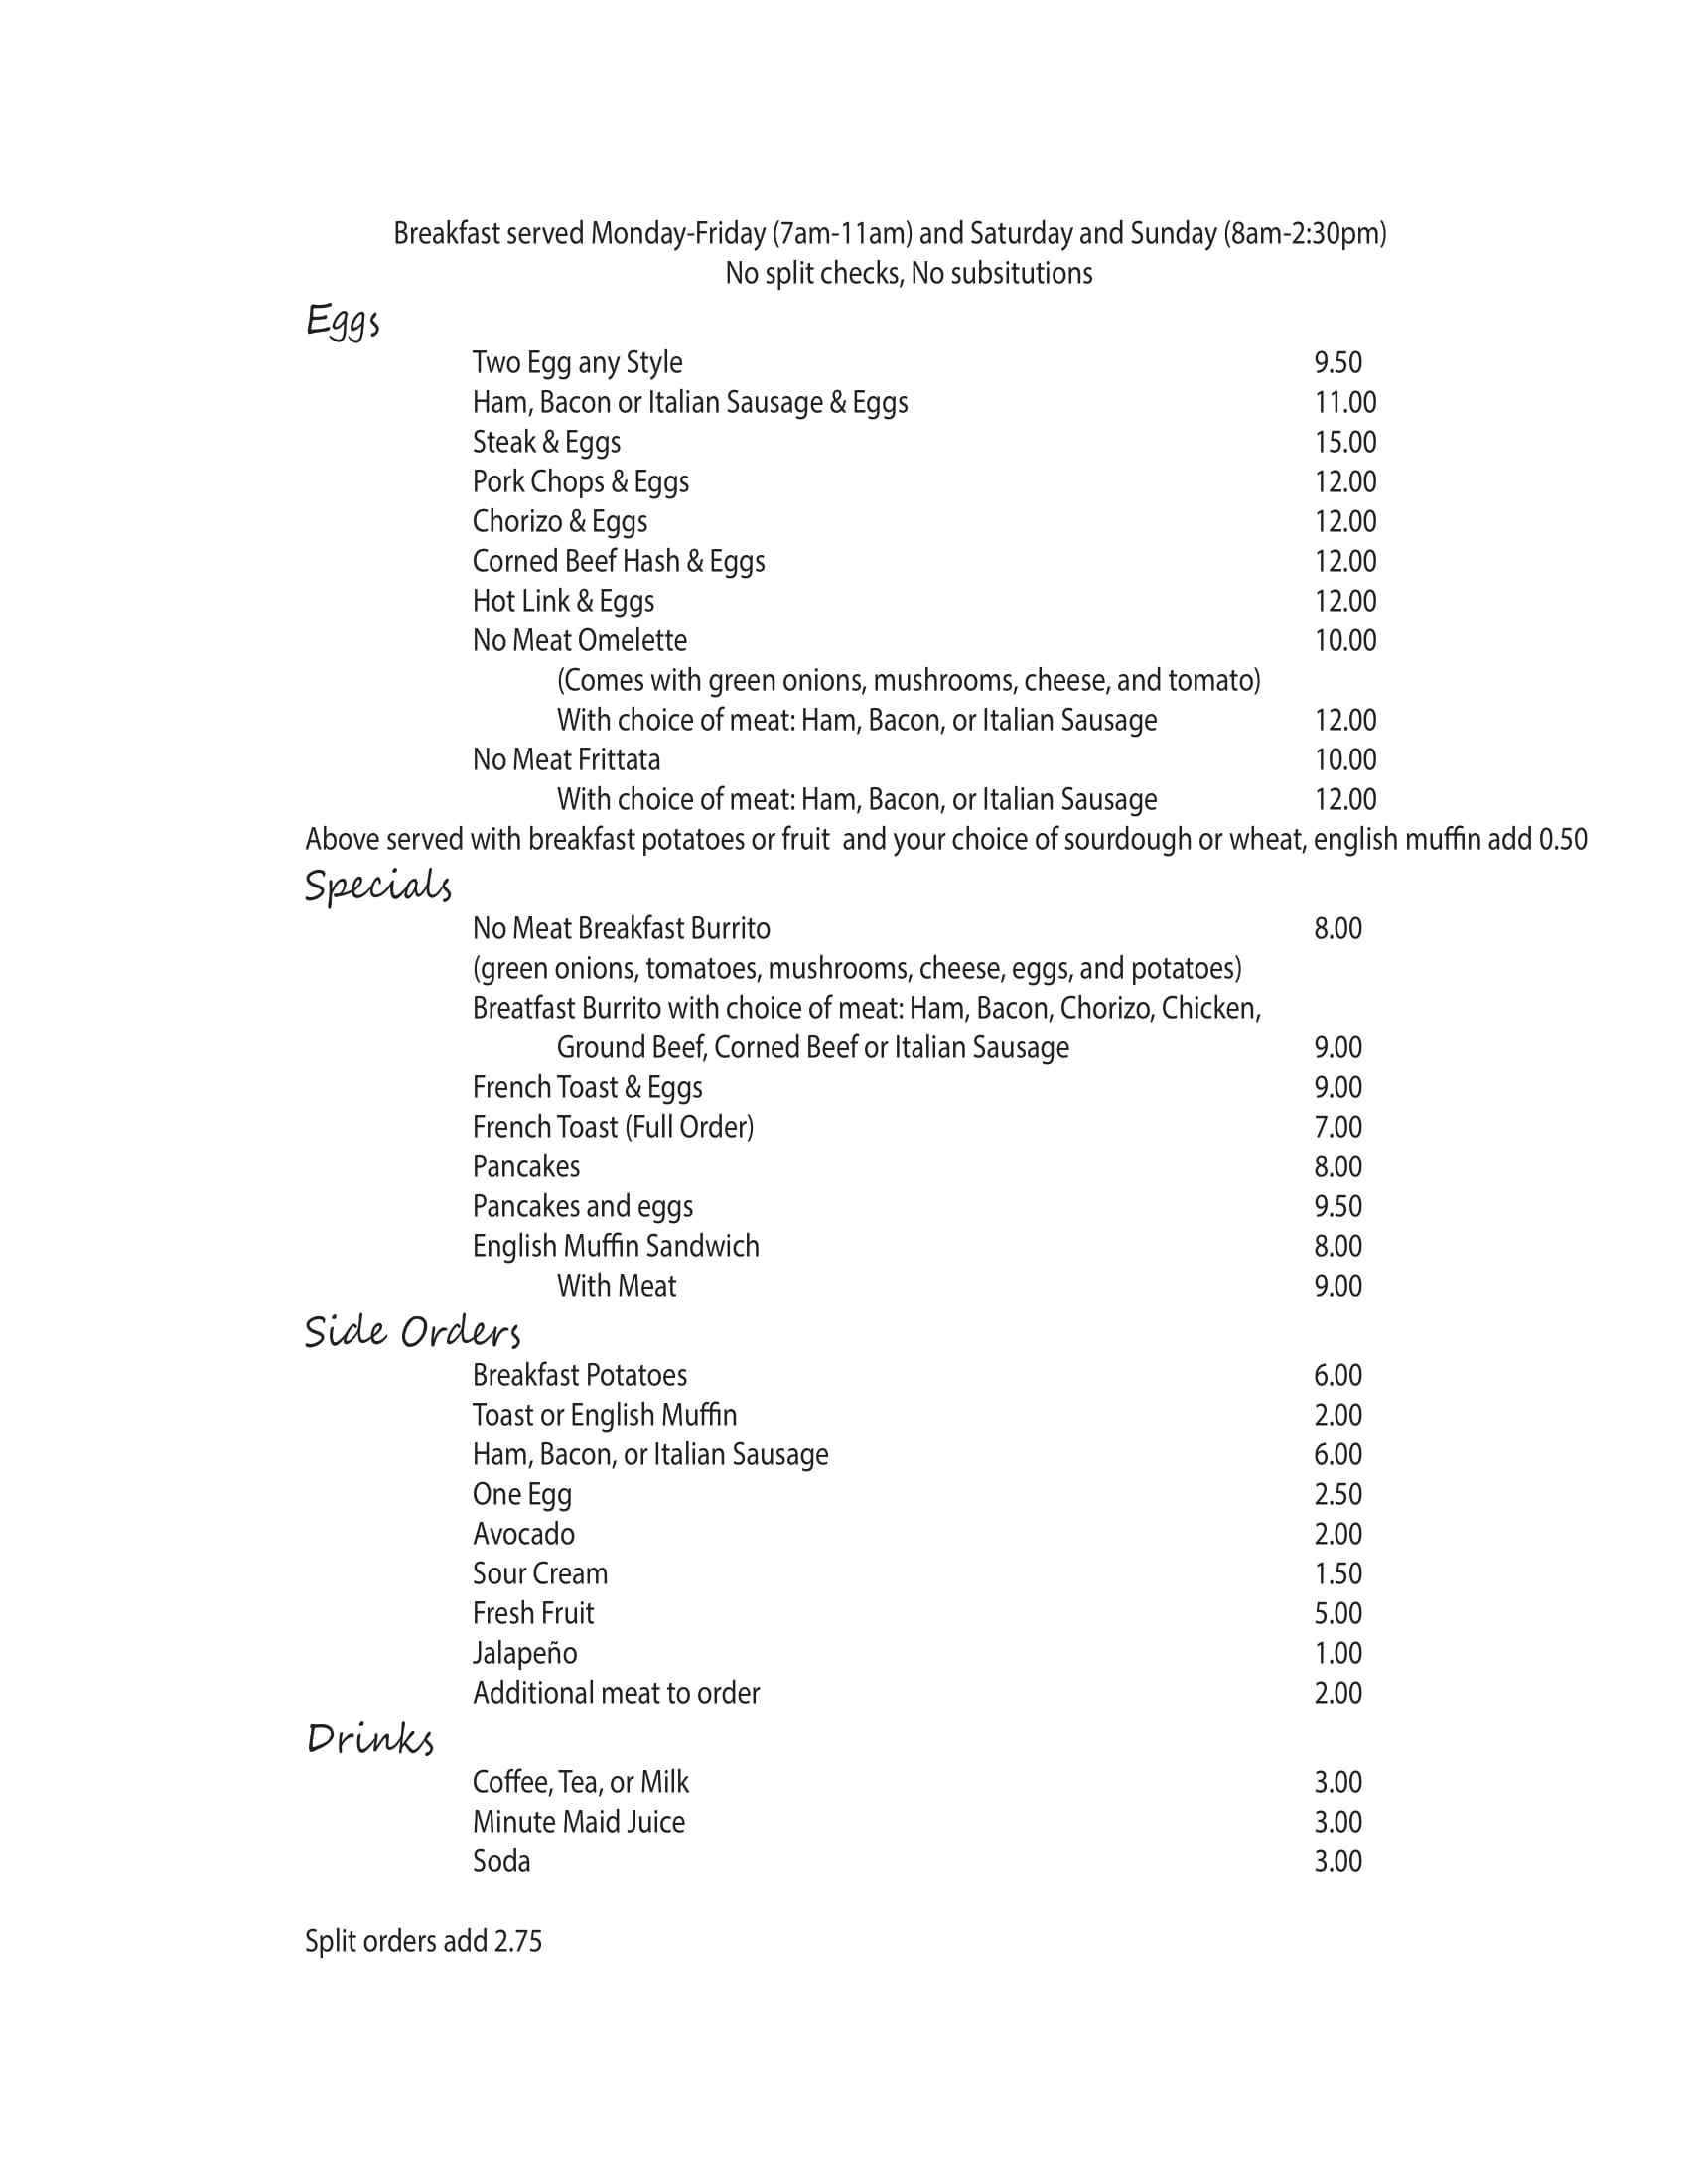 Breakfast served Monday-Friday (7am-11am) and Saturday and Sunday (8am-2:30pm)
No split checks, No subsitutions
Eggs
Two Egg any Style 9.50
Ham, Bacon or Italian Sausage & Eggs 11.00
Steak & Eggs 15.00
Pork Chops & Eggs 12.00
Chorizo & Eggs 12.00
Corned Beef Hash & Eggs 12.00
Hot Link & Eggs 12.00
No Meat Omelette 10.00
(Comes with green onions, mushrooms, cheese, and tomato)
With choice of meat: Ham, Bacon, or Italian Sausage 12.00
No Meat Frittata 10.00
With choice of meat: Ham, Bacon, or Italian Sausage 12.00
Above served with breakfast potatoes or fruit and your choice of sourdough or wheat, english muffin add 0.50
Specials
No Meat Breakfast Burrito 8.00
(green onions, tomatoes, mushrooms, cheese, eggs, and potatoes)
Breatfast Burrito with choice of meat: Ham, Bacon, Chorizo, Chicken,
Ground Beef, Corned Beef or Italian Sausage 9.00
French Toast & Eggs 9.00
French Toast (Full Order) 7.00
Pancakes 8.00
Pancakes and eggs 9.50
English Muffin Sandwich 8.00
With Meat 9.00
Side Orders
Breakfast Potatoes 6.00
Toast or English Muffin 2.00
Ham, Bacon, or Italian Sausage 6.00
One Egg 2.50
Avocado 2.00
Sour Cream 1.50
Fresh Fruit 5.00
Jalapeño 1.00
Additional meat to order 2.00
Drinks
Coffee, Tea, or Milk 3.00
Minute Maid Juice 3.00
Soda 3.00
Split orders add 2.75